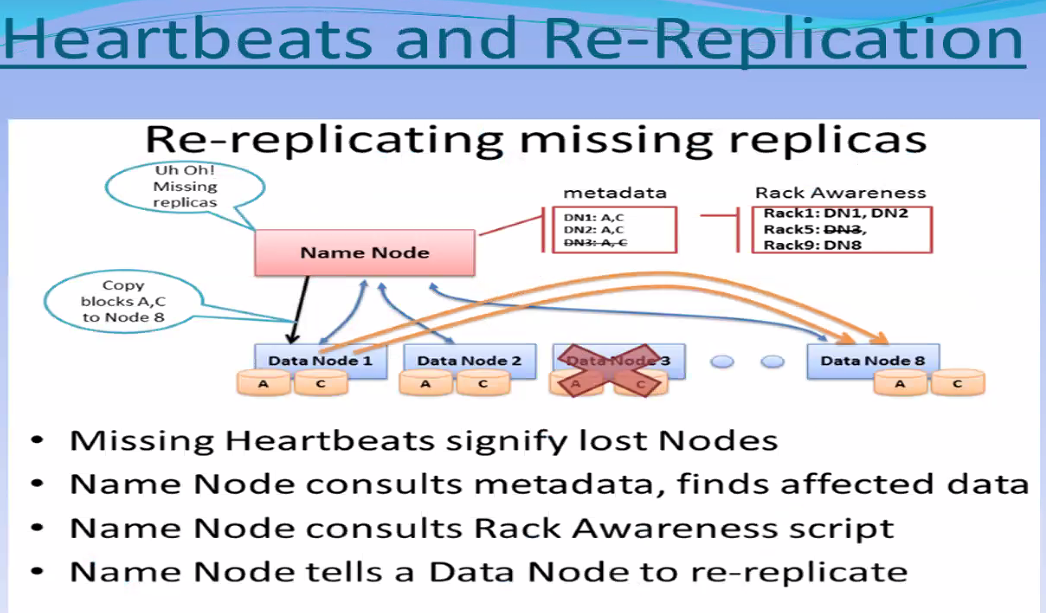 Heartbeats and Re-Replication
Re-replicating missing replicas
Uh Oh!
Missing
replicas
metadata
Rack Awareness
DN1: A,C
DN2: A,C
DN3: A, C
Rack1: DN1, DN2
Rack5: DN3,
Rack9: DN8
Name Node
Copy
blocks A,C
to Node 8
Data Node 1
Data Node 2
Data Node 3
Data Node 8
A C
A C
A C
A C
• Missing Heartbeats signify lost Nodes
• Name Node consults metadata, finds affected data
• Name Node consults Rack Awareness script
• Name Node tells a Data Node to re-replicate